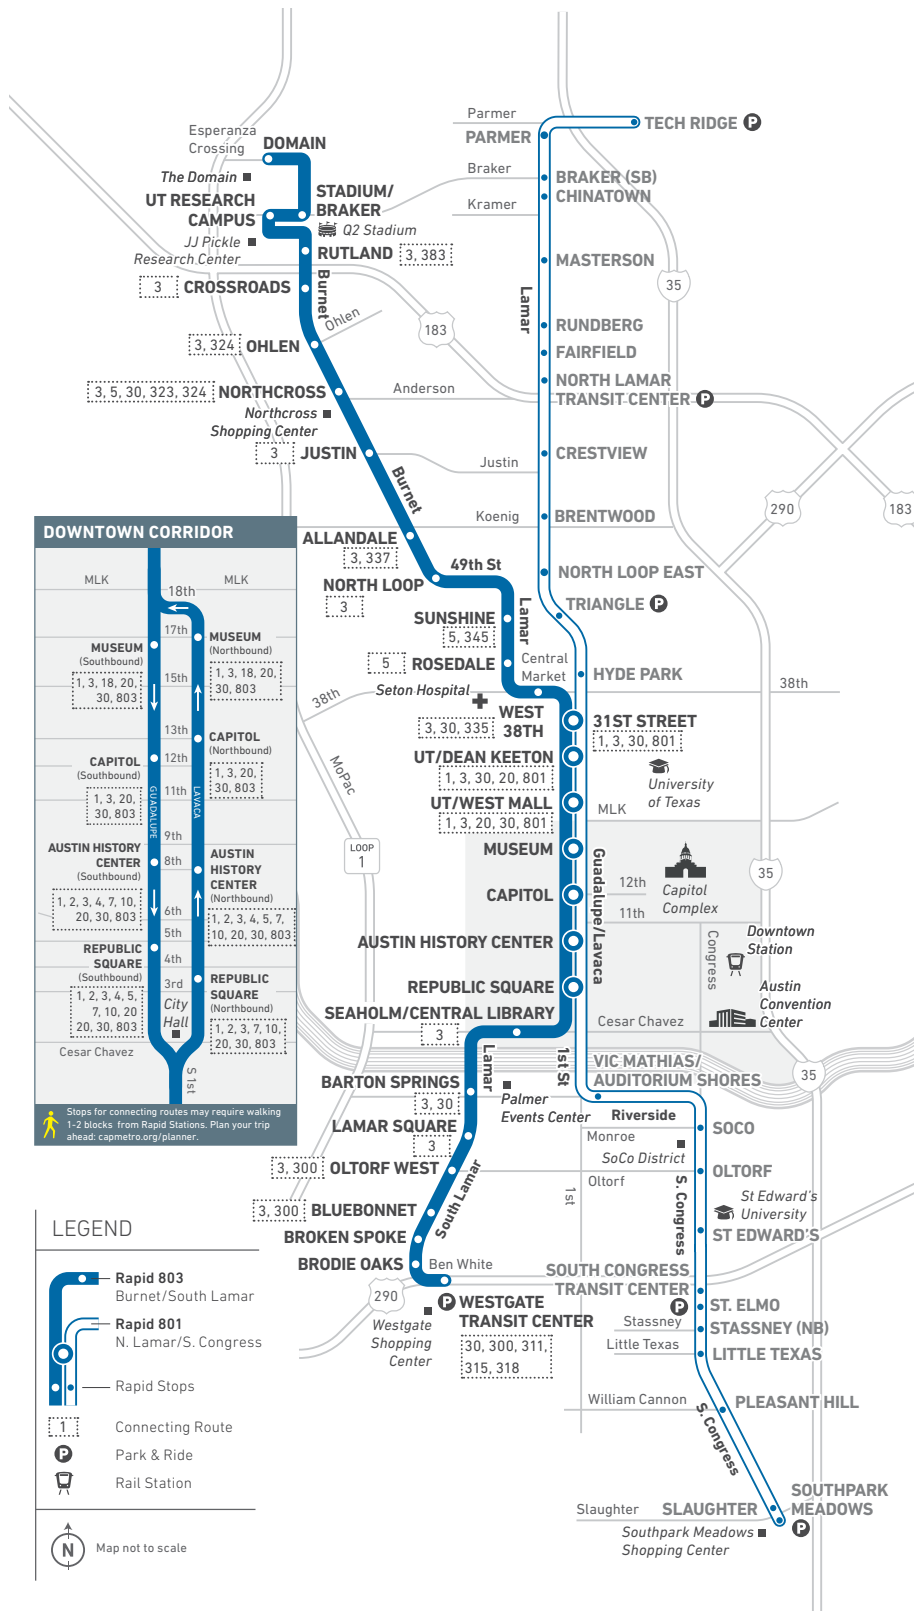 Esperanza
Crossing
DOMAIN
The Domain
UT RESEARCH
CAMPUS
STADIUM/
BRAKER
Q2 Stadium
JJ Pickle
Research Center
RUTLAND
3, 383
3
CROSSROADS
Burnet
Ohlen
3, 324
OHLEN
183
3, 5, 30, 323, 324
NORTHCROSS
Anderson
Northcross
Shopping Center
3
JUSTIN
Justin
Burnet
Koenig
ALLANDALE
3, 337
NORTH LOOP
3
49th St
Lamar
SUNSHINE
5, 345
5
ROSEDALE
Central
Market
Seton Hospital
38th
38th
WEST
38TH
3, 30, 335
MoPac
LOOP
1
Parmer
PARMER
TECH RIDGE P
Braker
BRAKER (SB)
CHINATOWN
Kramer
MASTERSON
35
Lamar
RUNDBERG
FAIRFIELD
NORTH LAMAR
TRANSIT CENTER P
CRESTVIEW
290
183
BRENTWOOD
NORTH LOOP EAST
TRIANGLE P
HYDE PARK
31ST STREET
1, 3, 30, 801
UT/DEAN KEETON
1, 3, 30, 20, 801
University
of Texas
UT/WEST MALL
1, 3, 20, 30, 801
MLK
MUSEUM
Guadalupe/Lavaca
CAPITOL
12th
11th
Capitol
Complex
35
AUSTIN HISTORY CENTER
Congress
Downtown
Station
REPUBLIC SQUARE
Austin
Convention
Center
SEAHOLM/CENTRAL LIBRARY
3
Cesar Chavez
Lamar
1st St
VIC MATHIAS/
AUDITORIUM SHORES
35
BARTON SPRINGS
3, 30
Palmer
Events Center
Riverside
LAMAR SQUARE
3
Monroe
SOCO
SoCo District
3, 300
OLTORF WEST
Oltorf
OLTORF
1st
S. Congress
St Edward's
University
3, 300
BLUEBONNET
South Lamar
ST EDWARD'S
BROKEN SPOKE
BRODIE OAKS
Ben White
SOUTH CONGRESS
TRANSIT CENTER
P
290
P WESTGATE
TRANSIT CENTER
30, 300, 311,
315, 318
Westgate
Shopping
Center
ST. ELMO
Stassney
STASSNEY (NB)
Little Texas
LITTLE TEXAS
William Cannon
PLEASANT HILL
S. Congress
Slaughter
SLAUGHTER
SOUTHPARK
MEADOWS
P
Southpark Meadows
Shopping Center
DOWNTOWN CORRIDOR
MLK
MLK
18th
17th
MUSEUM
(Southbound)
1, 3, 18, 20,
30, 803
MUSEUM
(Northbound)
1, 3, 18, 20,
30, 803
15th
13th
CAPITOL
(Northbound)
1, 3, 20,
30, 803
12th
CAPITOL
(Southbound)
1, 3, 20,
30, 803
11th
GUADALUPE
LAVACA
9th
AUSTIN HISTORY
CENTER
(Southbound)
1, 2, 3, 4, 7, 10,
20, 30, 803
8th
AUSTIN
HISTORY
CENTER
(Northbound)
1, 2, 3, 4, 5, 7,
10, 20, 30, 803
6th
5th
REPUBLIC
SQUARE
(Southbound)
1, 2, 3, 4, 5,
7, 10, 20
20, 30, 803
4th
3rd
REPUBLIC
SQUARE
(Northbound)
1, 2, 3, 7, 10,
20, 30, 803
City
Hall
Cesar Chavez
S 1st
Stops for connecting routes may require walking
1-2 blocks from Rapid Stations. Plan your trip
ahead: capmetro.org/planner.
LEGEND
Rapid 803
Burnet/South Lamar
Rapid 801
N. Lamar/S. Congress
Rapid Stops
1
Connecting Route
P
Park & Ride
Rail Station
N
Map not to scale